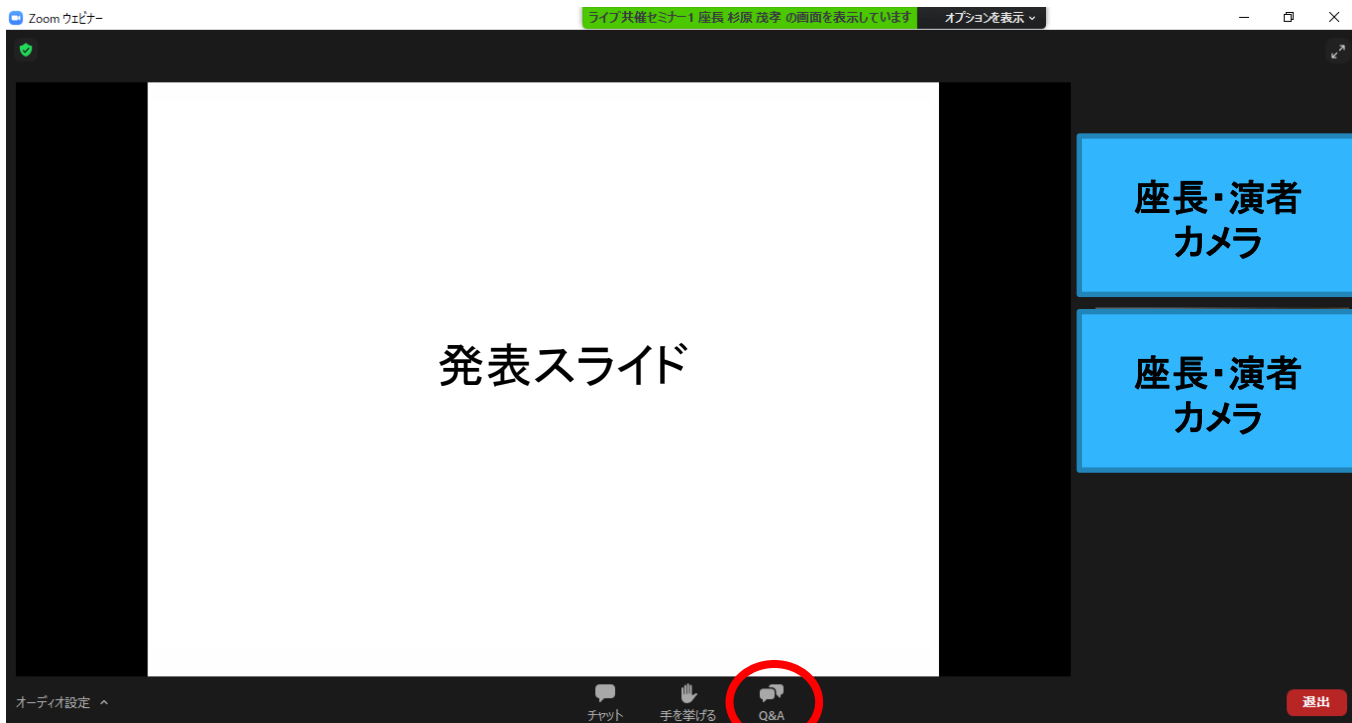 Zoom ウェビナー
ライブ共催セミナー1 座長 杉原 茂孝 の画面を表示しています
オプションを表示
座長・演者
カメラ
発表スライド
座長・演者
カメラ
オーディオ設定
チャット
手を挙げる
Q&A
退出